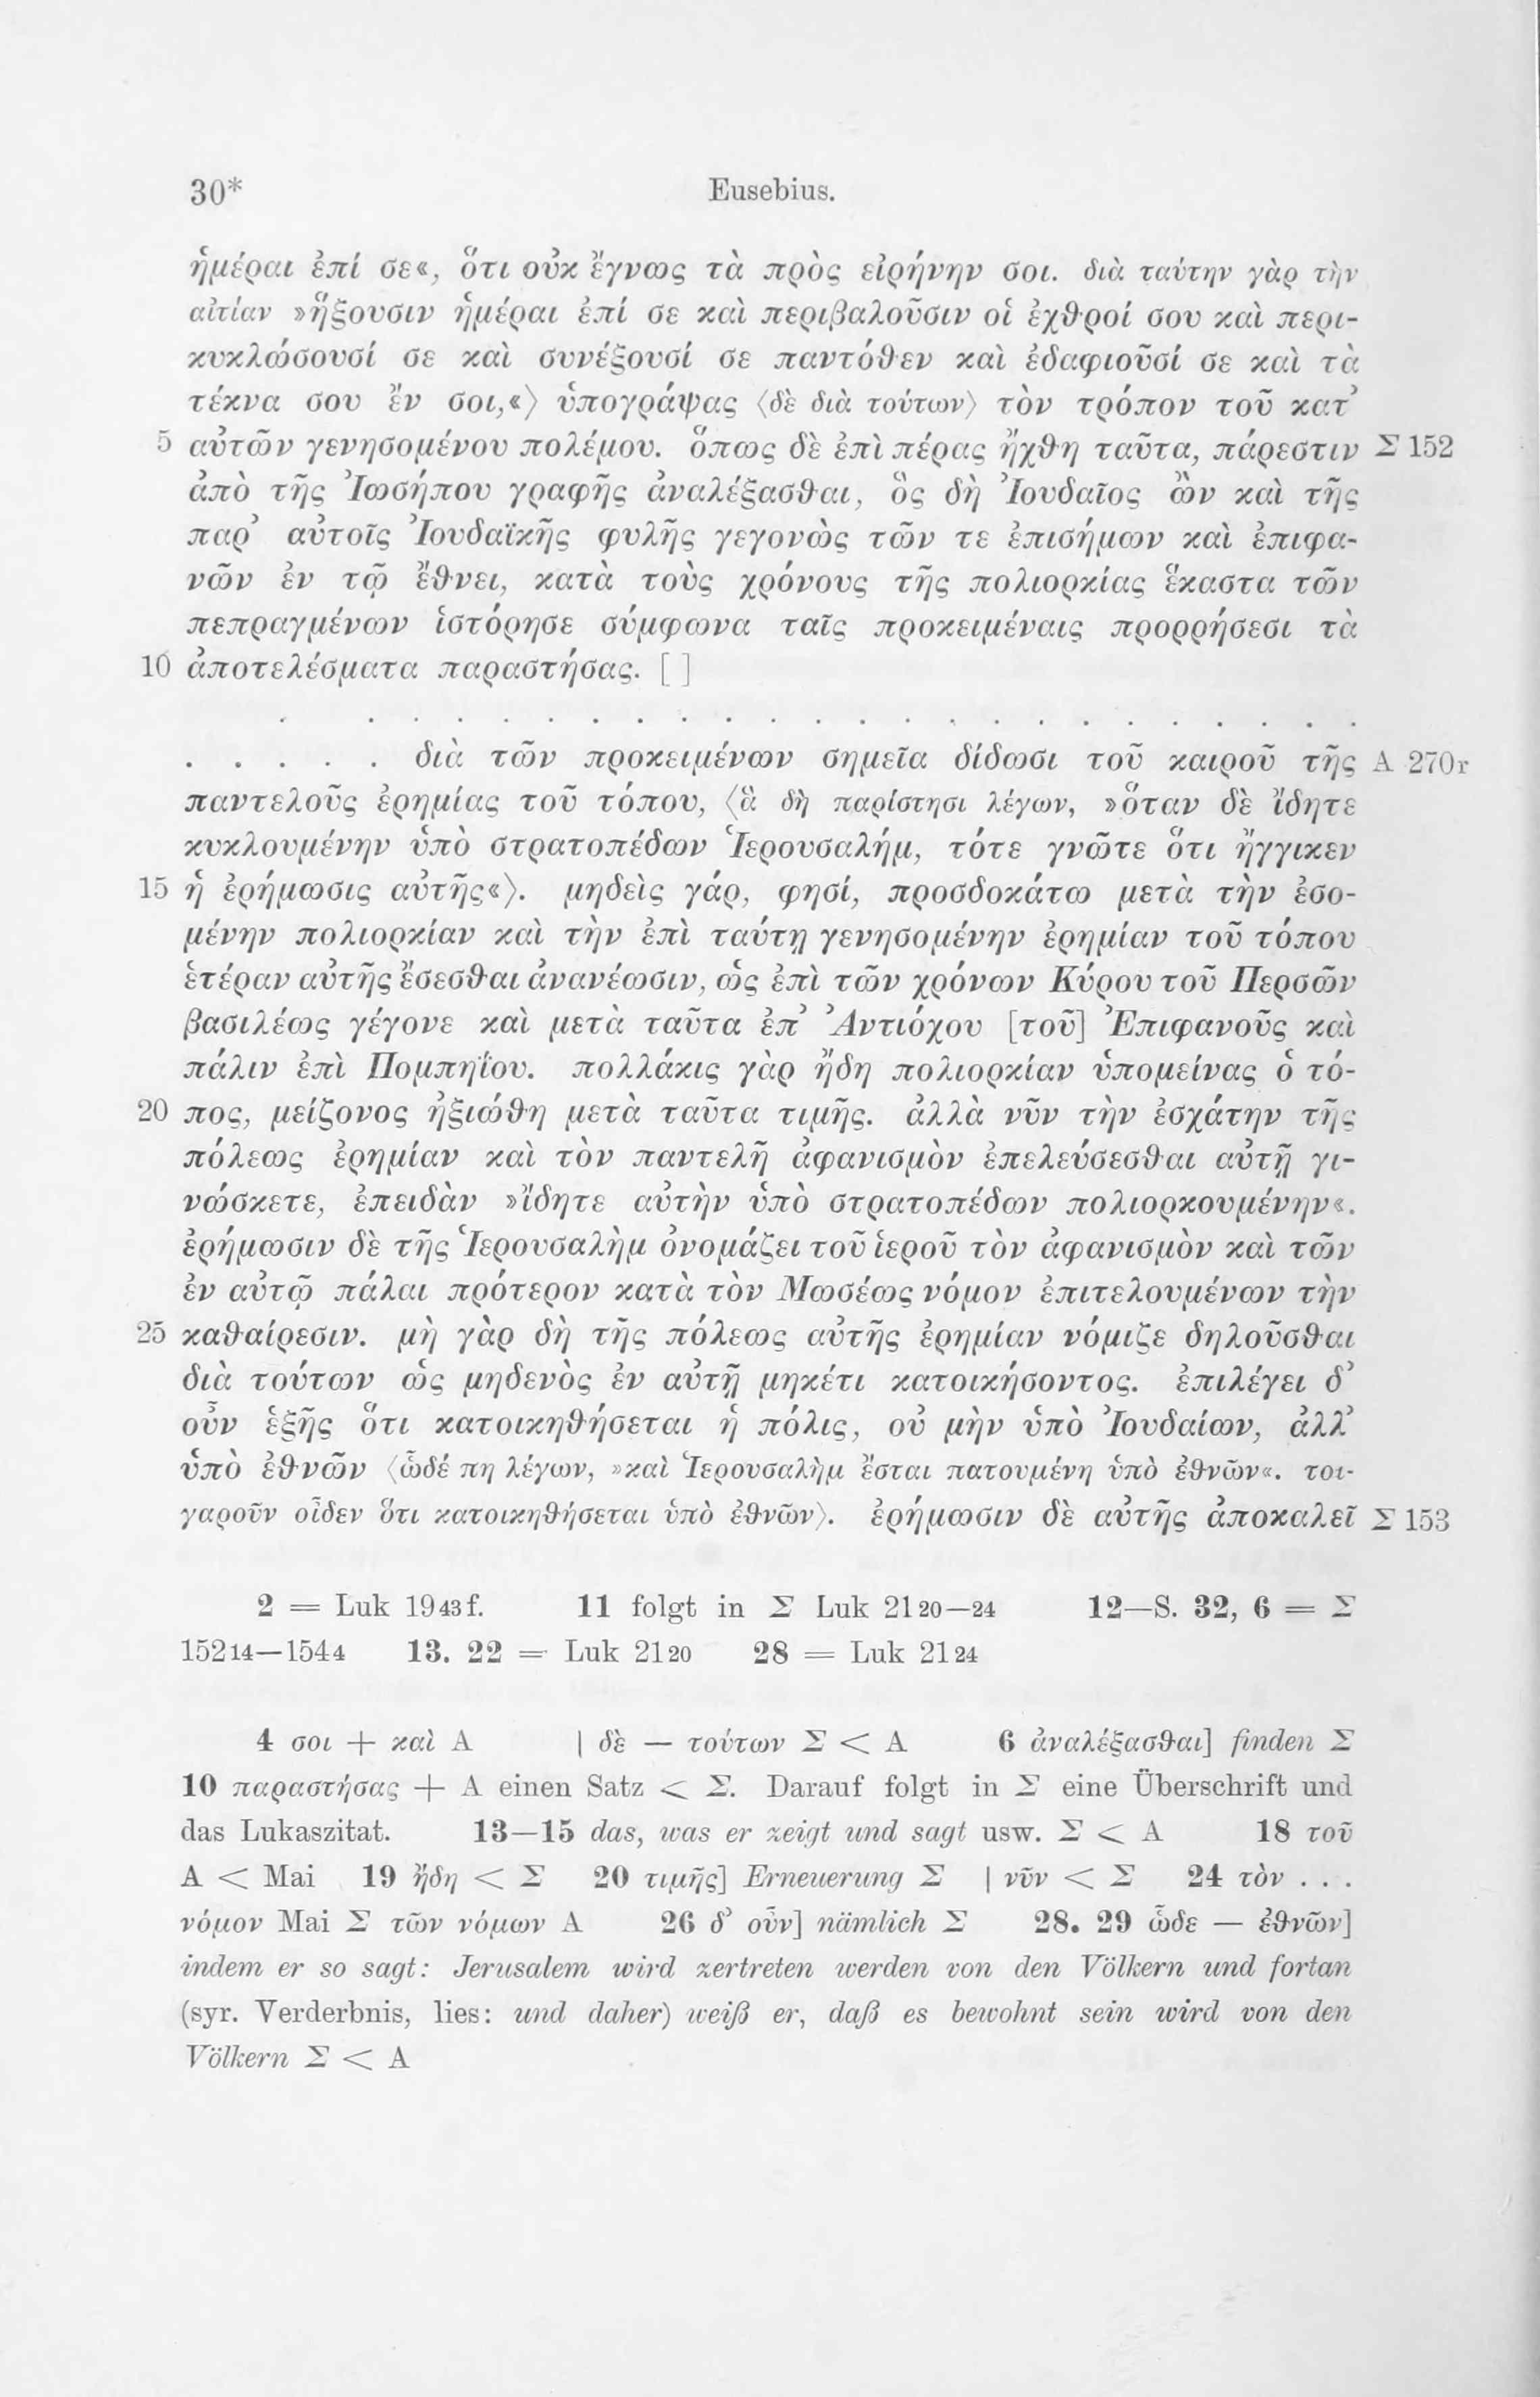 30* Eusebius.
ἡμέραι ἐπί σε«, ὅτι οὐκ ἔγνως τὰ πρὸς εἰρήνην σοι. διὰ ταύτην γὰρ τὴν
αἰτίαν »ἥξουσιν ἡμέραι ἐπί σε καὶ περιβαλοῦσιν οἱ ἐχθροί σου καὶ περι-
κυκλώσουσί σε καὶ συνέξουσί σε παντόθεν καὶ ἐδαφιοῦσί σε καὶ τὰ
τέκνα σου ἔν σοι,«⟩ ὑπογράψας ⟨δὲ διὰ τούτων⟩ τὸν τρόπον τοῦ κατ᾽
5 αὐτῶν γενησομένου πολέμου. ὅπως δὲ ἐπὶ πέρας ἤχθη ταῦτα, πάρεστιν Σ 152
ἀπὸ τῆς Ἰωσήπου γραφῆς ἀναλέξασθαι, ὃς δὴ Ἰουδαῖος ὢν καὶ τῆς
παρ᾽ αὐτοῖς Ἰουδαϊκῆς φυλῆς γεγονὼς τῶν τε ἐπισήμων καὶ ἐπιφα-
νῶν ἐν τῷ ἔθνει, κατὰ τοὺς χρόνους τῆς πολιορκίας ἕκαστα τῶν
πεπραγμένων ἱστόρησε σύμφωνα ταῖς προκειμέναις προρρήσεσι τὰ
10 ἀποτελέσματα παραστήσας. [ ]
. . . . . . . . . . . . . . . . . . . . . . . . .
. . . . . διὰ τῶν προκειμένων σημεῖα δίδωσι τοῦ καιροῦ τῆς A 270r
παντελοῦς ἐρημίας τοῦ τόπου, ⟨ἃ δὴ παρίστησι λέγων, »ὅταν δὲ ἴδητε
κυκλουμένην ὑπὸ στρατοπέδων Ἱερουσαλήμ, τότε γνῶτε ὅτι ἤγγικεν
15 ἡ ἐρήμωσις αὐτῆς«⟩. μηδεὶς γάρ, φησί, προσδοκάτω μετὰ τὴν ἐσο-
μένην πολιορκίαν καὶ τὴν ἐπὶ ταύτῃ γενησομένην ἐρημίαν τοῦ τόπου
ἑτέραν αὐτῆς ἔσεσθαι ἀνανέωσιν, ὡς ἐπὶ τῶν χρόνων Κύρου τοῦ Περσῶν
βασιλέως γέγονε καὶ μετὰ ταῦτα ἐπ᾽ Ἀντιόχου [τοῦ] Ἐπιφανοῦς καὶ
πάλιν ἐπὶ Πομπηΐου. πολλάκις γὰρ ἤδη πολιορκίαν ὑπομείνας ὁ τό-
20 πος, μείζονος ἠξιώθη μετὰ ταῦτα τιμῆς. ἀλλὰ νῦν τὴν ἐσχάτην τῆς
πόλεως ἐρημίαν καὶ τὸν παντελῆ ἀφανισμὸν ἐπελεύσεσθαι αὐτῇ γι-
νώσκετε, ἐπειδὰν »ἴδητε αὐτὴν ὑπὸ στρατοπέδων πολιορκουμένην«.
ἐρήμωσιν δὲ τῆς Ἱερουσαλὴμ ὀνομάζει τοῦ ἱεροῦ τὸν ἀφανισμὸν καὶ τῶν
ἐν αὐτῷ πάλαι πρότερον κατὰ τὸν Μωσέως νόμον ἐπιτελουμένων τὴν
25 καθαίρεσιν. μὴ γὰρ δὴ τῆς πόλεως αὐτῆς ἐρημίαν νόμιζε δηλοῦσθαι
διὰ τούτων ὡς μηδενὸς ἐν αὐτῇ μηκέτι κατοικήσοντος. ἐπιλέγει δ᾽
οὖν ἑξῆς ὅτι κατοικηθήσεται ἡ πόλις, οὐ μὴν ὑπὸ Ἰουδαίων, ἀλλ᾽
ὑπὸ ἐθνῶν ⟨ὧδέ πη λέγων, »καὶ Ἱερουσαλὴμ ἔσται πατουμένη ὑπὸ ἐθνῶν«. τοι-
γαροῦν οἶδεν ὅτι κατοικηθήσεται ὑπὸ ἐθνῶν⟩. ἐρήμωσιν δὲ αὐτῆς ἀποκαλεῖ Σ 153
2 = Luk 19 43 f. 11 folgt in Σ Luk 21 20—24 12—S. 32, 6 = Σ
152 14—154 4 13. 22 = Luk 21 20 28 = Luk 21 24
4 σοι + καὶ A | δὲ — τούτων Σ < A 6 ἀναλέξασθαι] finden Σ
10 παραστήσας + A einen Satz < Σ. Darauf folgt in Σ eine Überschrift und
das Lukaszitat. 13—15 das, was er zeigt und sagt usw. Σ < A 18 τοῦ
A < Mai 19 ἤδη < Σ 20 τιμῆς] Erneuerung Σ | νῦν < Σ 24 τὸν . . .
νόμον Mai Σ τῶν νόμων A 26 δ᾽ οὖν] nämlich Σ 28. 29 ὧδε — ἐθνῶν]
indem er so sagt: Jerusalem wird zertreten werden von den Völkern und fortan
(syr. Verderbnis, lies: und daher) weiß er, daß es bewohnt sein wird von den
Völkern Σ < A